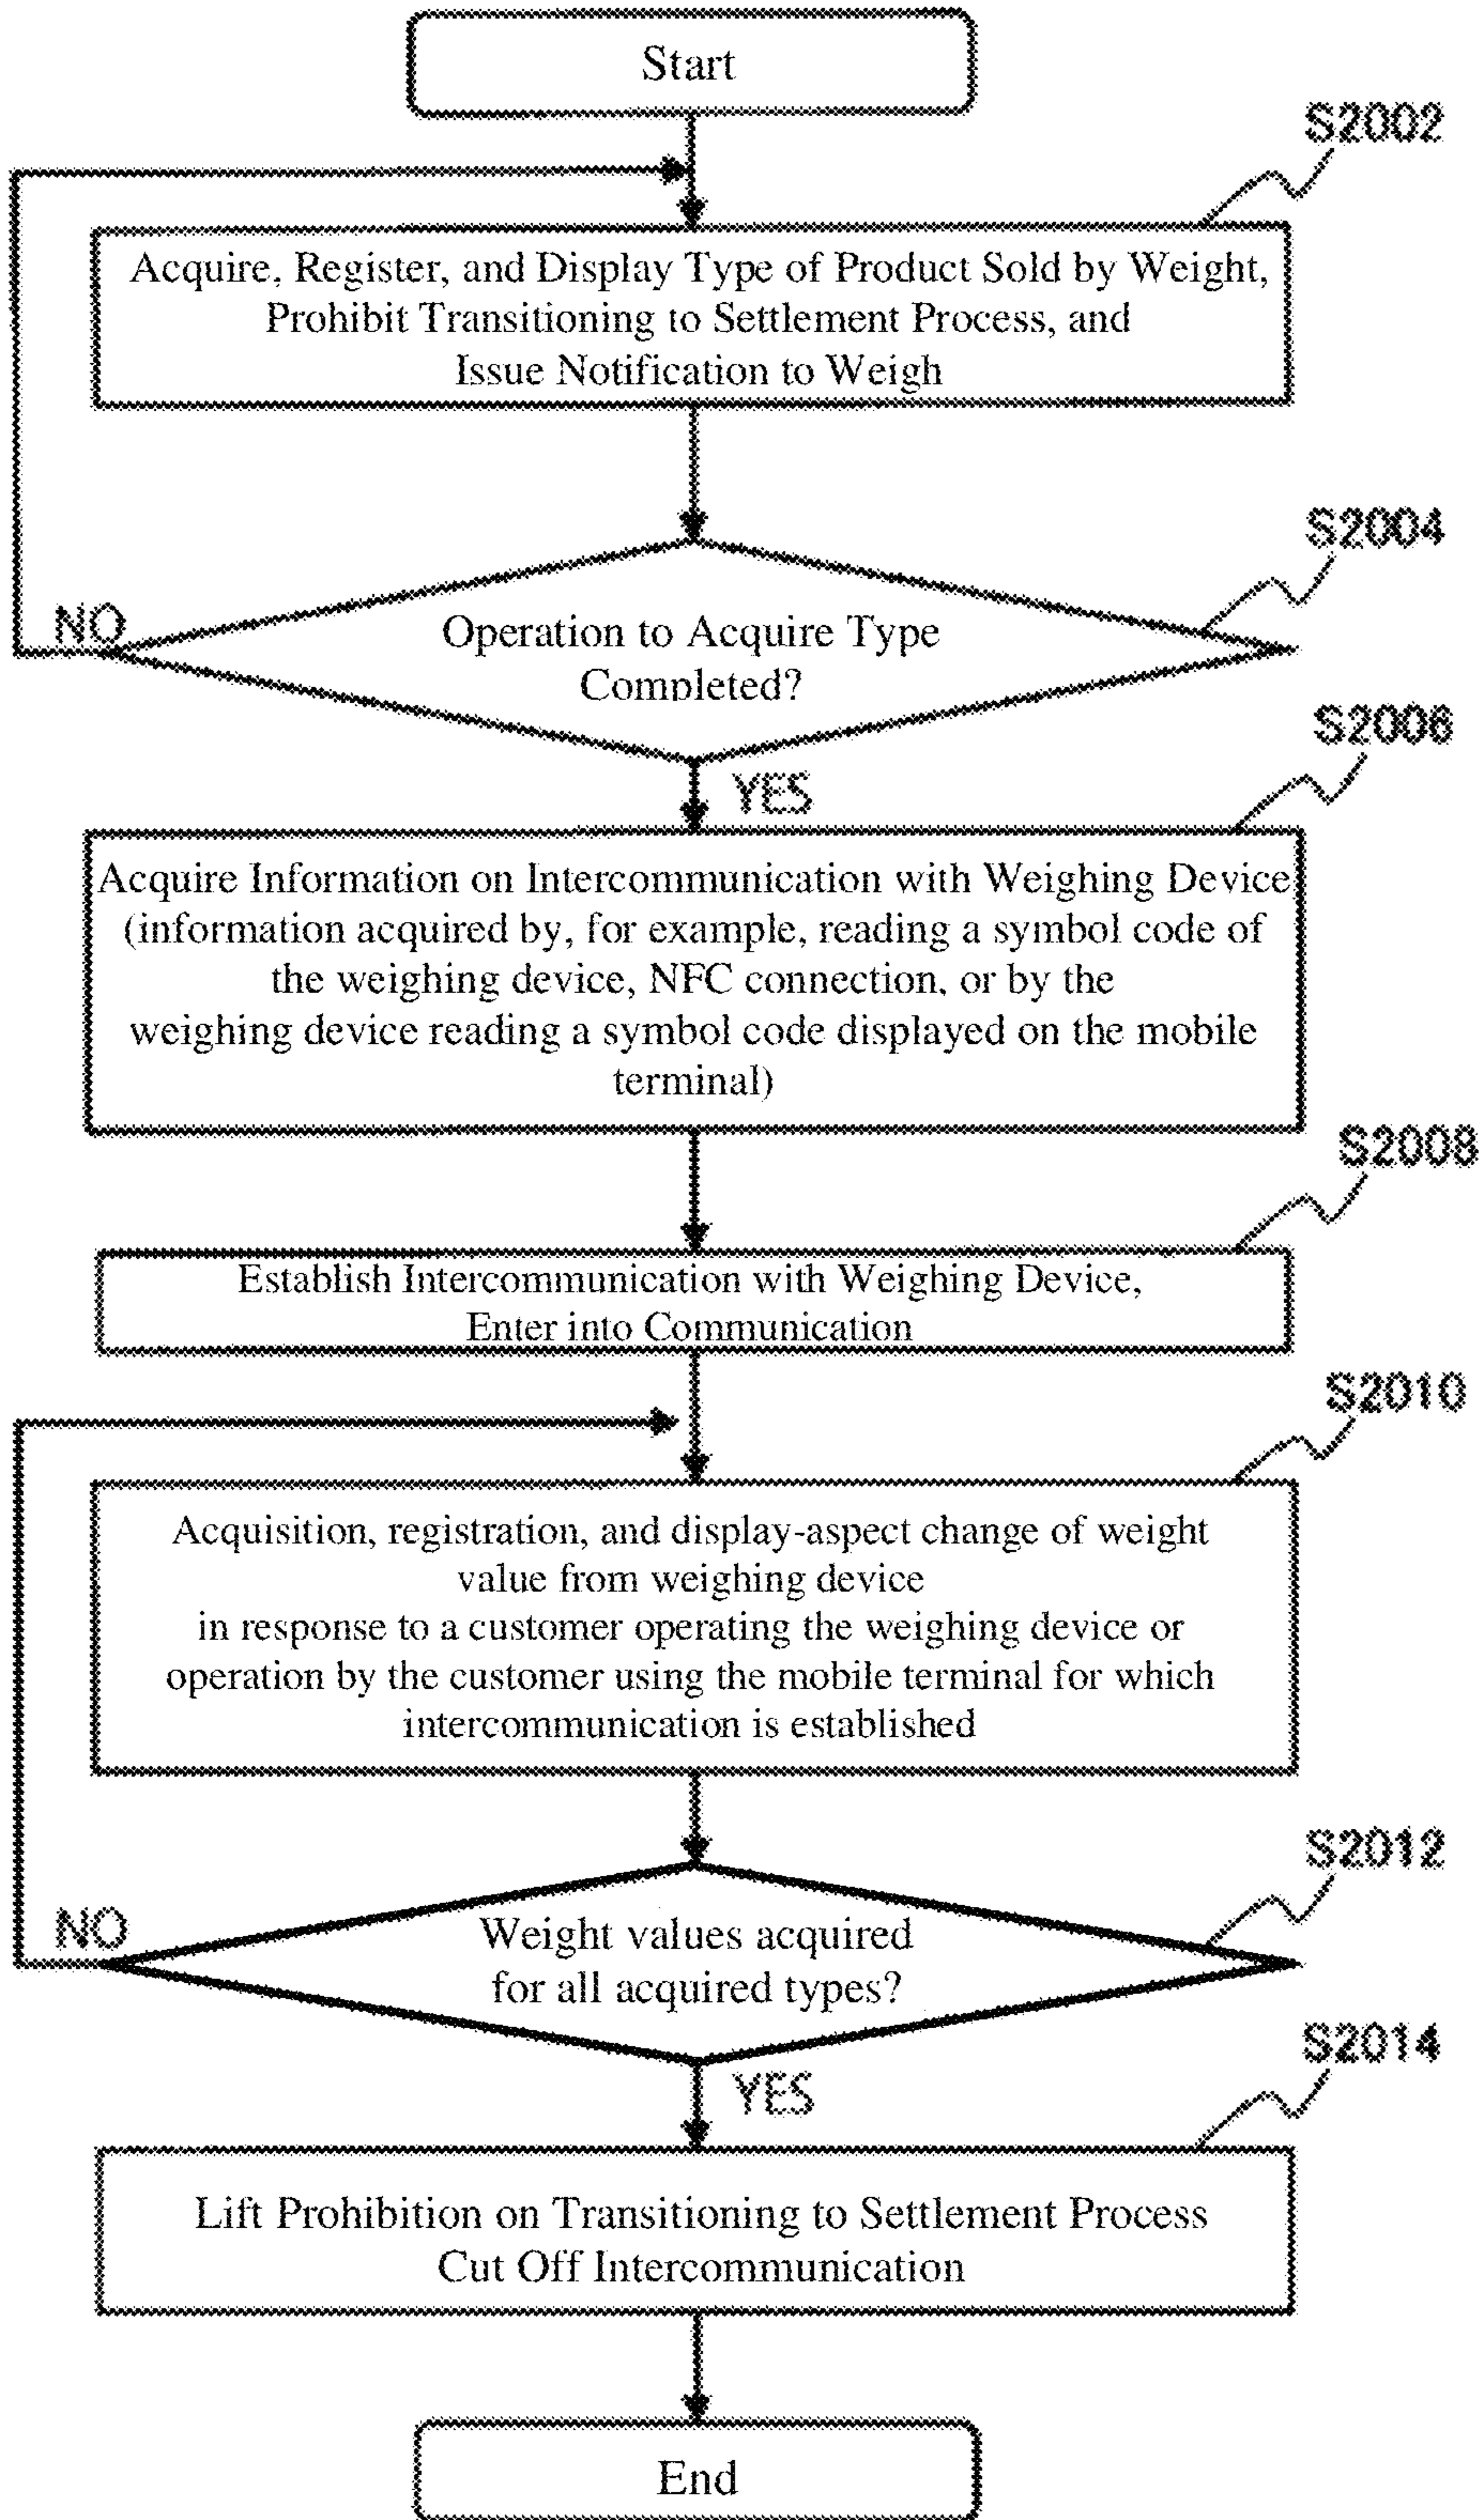 Start
S2002
Acquire, Register, and Display Type of Product Sold by Weight,
Prohibit Transitioning to Settlement Process, and
Issue Notification to Weigh
S2004
NO
Operation to Acquire Type
Completed?
S2006
YES
Acquire Information on Intercommunication with Weighing Device
(information acquired by, for example, reading a symbol code of
the weighing device, NFC connection, or by the
weighing device reading a symbol code displayed on the mobile
terminal)
S2008
Establish Intercommunication with Weighing Device,
Enter into Communication
S2010
Acquisition, registration, and display-aspect change of weight
value from weighing device
in response to a customer operating the weighing device or
operation by the customer using the mobile terminal for which
intercommunication is established
S2012
NO
Weight values acquired
for all acquired types?
S2014
YES
Lift Prohibition on Transitioning to Settlement Process
Cut Off Intercommunication
End